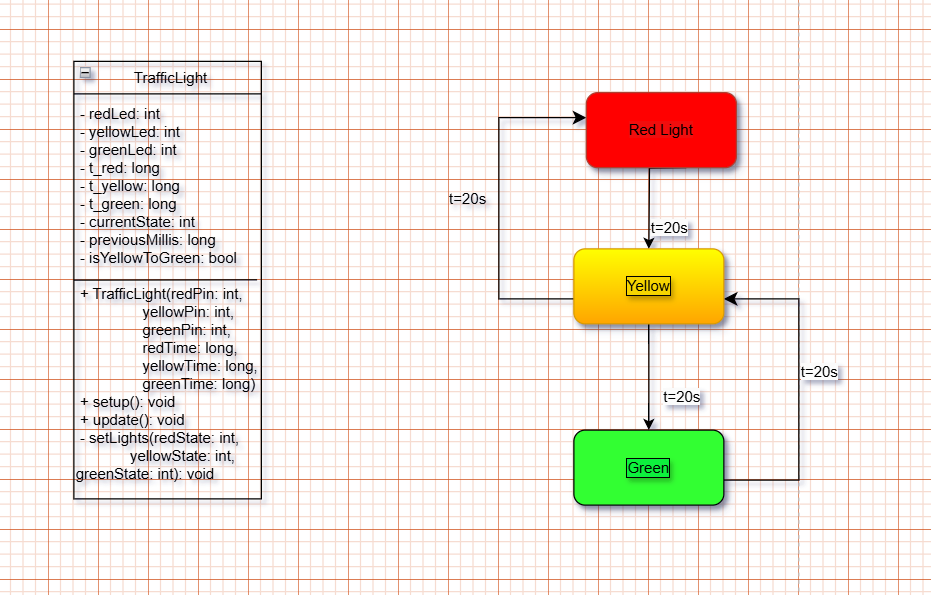 TrafficLight
- redLed: int
- yellowLed: int
- greenLed: int
- t_red: long
- t_yellow: long
- t_green: long
- currentState: int
- previousMillis: long
- isYellowToGreen: bool
+ TrafficLight(redPin: int,
yellowPin: int,
greenPin: int,
redTime: long,
yellowTime: long,
greenTime: long)
+ setup(): void
+ update(): void
- setLights(redState: int,
yellowState: int,
greenState: int): void
Red Light
t=20s
t=20s
Yellow
t=20s
t=20s
Green